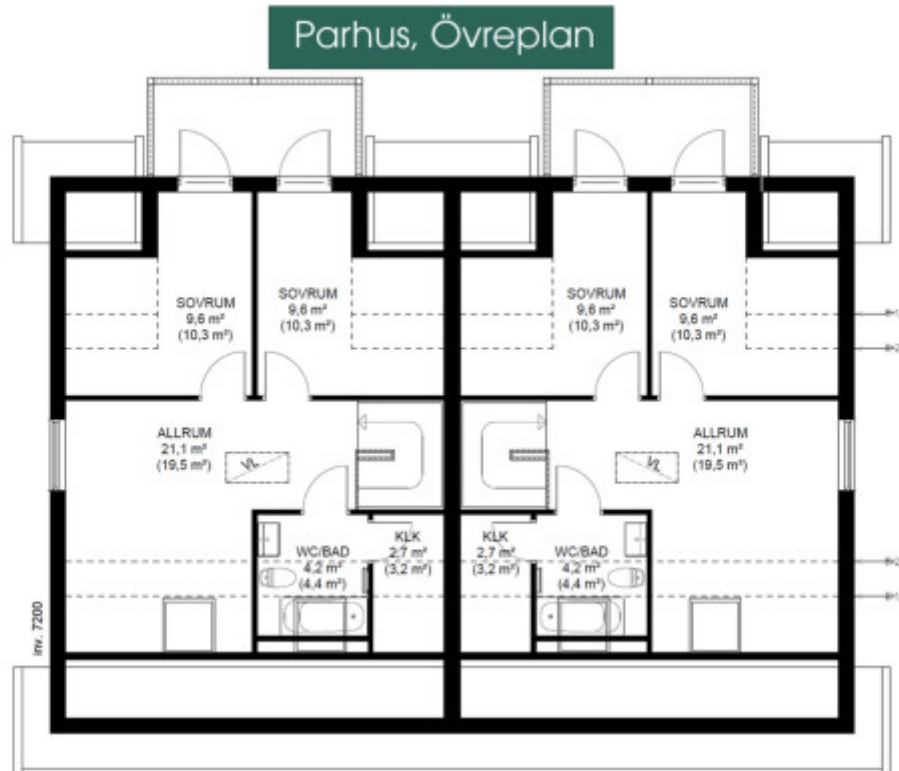 Parhus, Övreplan
SOVRUM
9,6 m²
(10,3 m²)
SOVRUM
9,6 m²
(10,3 m²)
SOVRUM
9,6 m²
(10,3 m²)
SOVRUM
9,6 m²
(10,3 m²)
ALLRUM
21,1 m²
(19,5 m²)
VL
VL
ALLRUM
21,1 m²
(19,5 m²)
WC/BAD
4,2 m²
(4,4 m²)
KLK
2,7 m²
(3,2 m²)
KLK
2,7 m²
(3,2 m²)
WC/BAD
4,2 m²
(4,4 m²)
inv. 7200